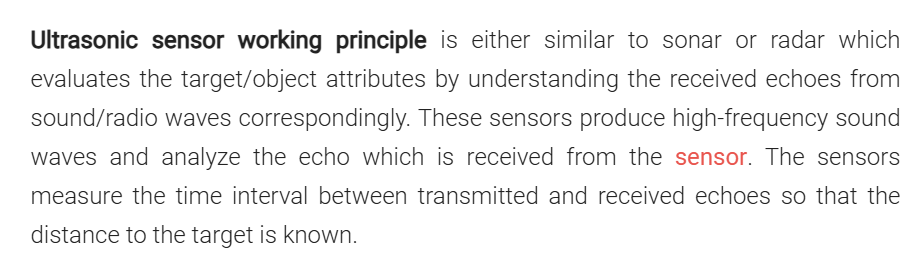 Ultrasonic sensor working principle is either similar to sonar or radar which
evaluates the target/object attributes by understanding the received echoes from
sound/radio waves correspondingly. These sensors produce high-frequency sound
waves and analyze the echo which is received from the sensor. The sensors
measure the time interval between transmitted and received echoes so that the
distance to the target is known.